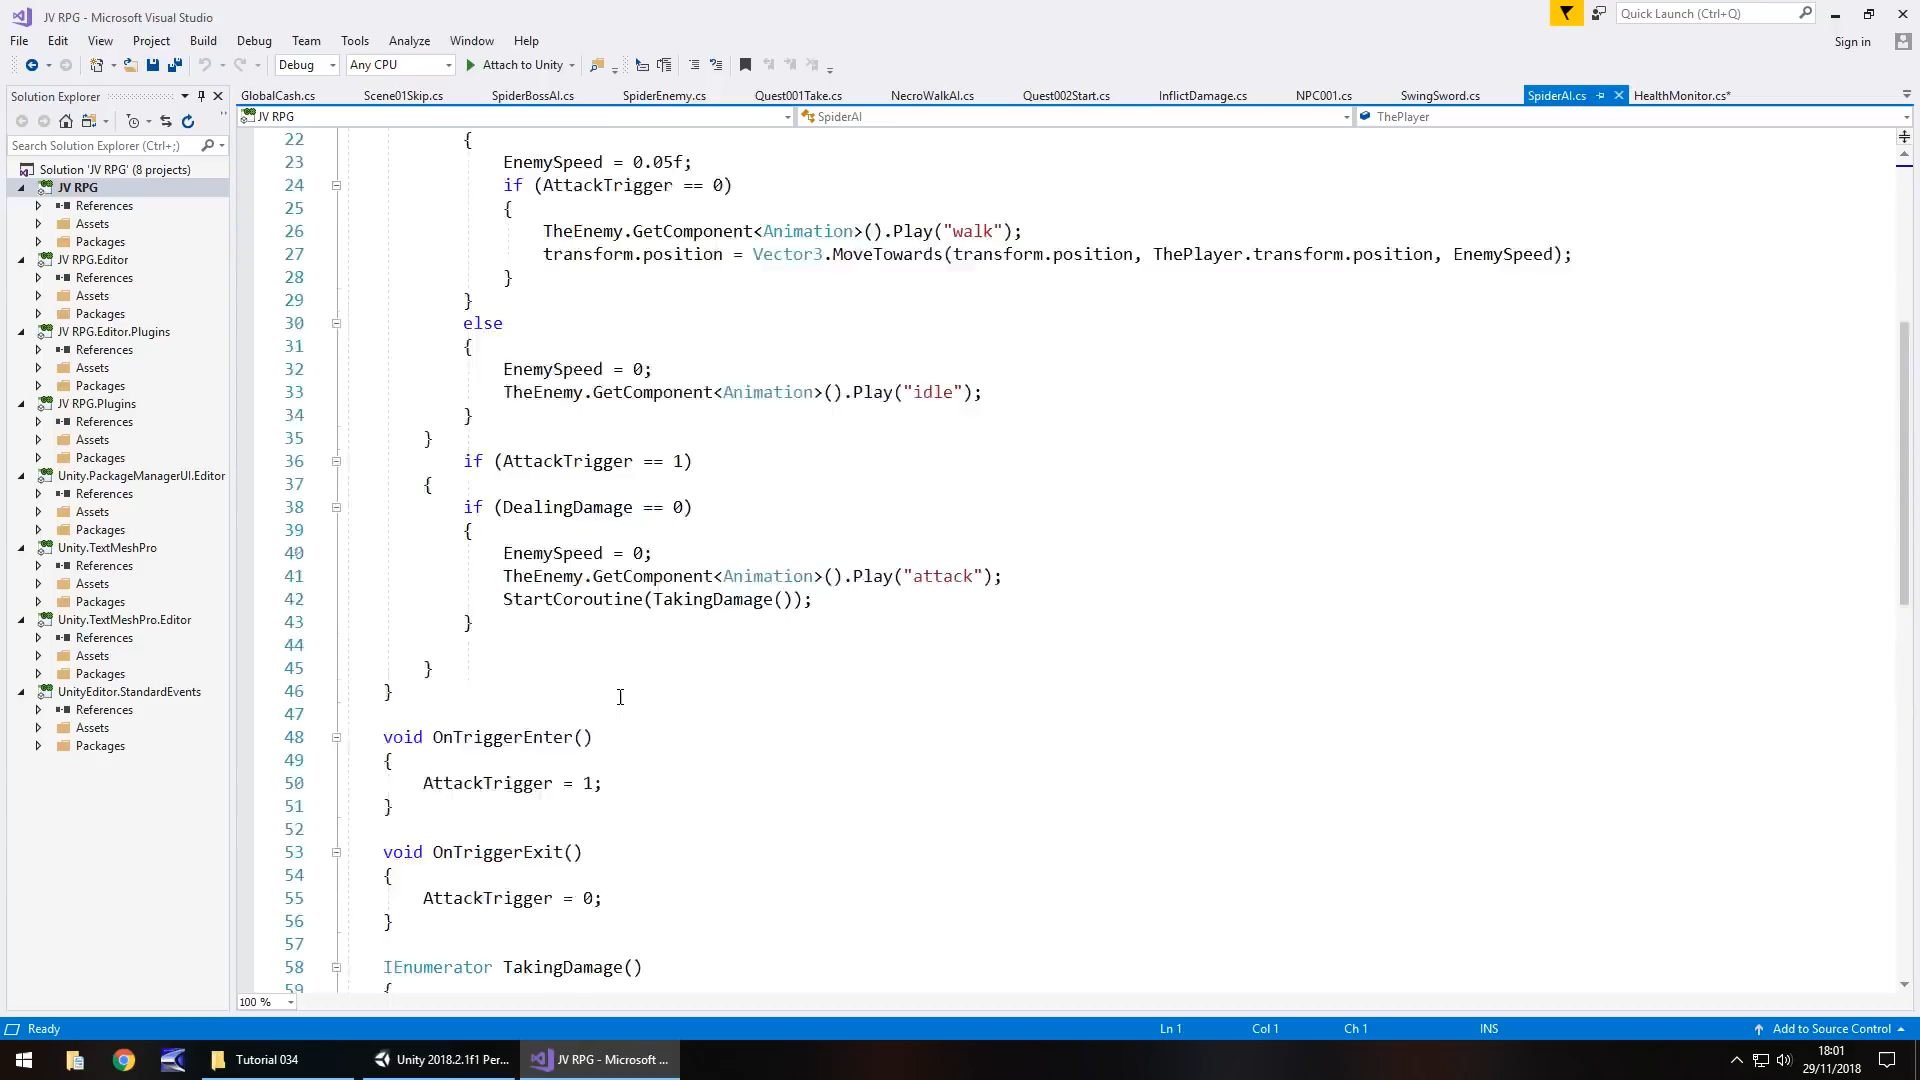 JV RPG - Microsoft Visual Studio
Quick Launch (Ctrl+Q)
File Edit View Project Build Debug Team Tools Analyze Window Help
Sign in
Debug Any CPU Attach to Unity
Solution Explorer
GlobalCash.cs Scene01Skip.cs SpiderBossAI.cs SpiderEnemy.cs Quest001Take.cs NecroWalkAI.cs Quest002Start.cs InflictDamage.cs NPC001.cs SwingSword.cs SpiderAI.cs HealthMonitor.cs*
JV RPG SpiderAI ThePlayer
Search Solution Explorer (Ctrl+;)
Solution 'JV RPG' (8 projects)
JV RPG
References
Assets
Packages
JV RPG.Editor
References
Assets
Packages
JV RPG.Editor.Plugins
References
Assets
Packages
JV RPG.Plugins
References
Assets
Packages
Unity.PackageManagerUI.Editor
References
Assets
Packages
Unity.TextMeshPro
References
Assets
Packages
Unity.TextMeshPro.Editor
References
Assets
Packages
UnityEditor.StandardEvents
References
Assets
Packages
22 {
23 EnemySpeed = 0.05f;
24 if (AttackTrigger == 0)
25 {
26 TheEnemy.GetComponent<Animation>().Play("walk");
27 transform.position = Vector3.MoveTowards(transform.position, ThePlayer.transform.position, EnemySpeed);
28 }
29 }
30 else
31 {
32 EnemySpeed = 0;
33 TheEnemy.GetComponent<Animation>().Play("idle");
34 }
35 }
36 if (AttackTrigger == 1)
37 {
38 if (DealingDamage == 0)
39 {
40 EnemySpeed = 0;
41 TheEnemy.GetComponent<Animation>().Play("attack");
42 StartCoroutine(TakingDamage());
43 }
44
45 }
46 }
47
48 void OnTriggerEnter()
49 {
50 AttackTrigger = 1;
51 }
52
53 void OnTriggerExit()
54 {
55 AttackTrigger = 0;
56 }
57
58 IEnumerator TakingDamage()
59 {
100 %
Ready Ln 1 Col 1 Ch 1 INS Add to Source Control
Tutorial 034 Unity 2018.2.1f1 Per... JV RPG - Microsoft ...
18:01
29/11/2018